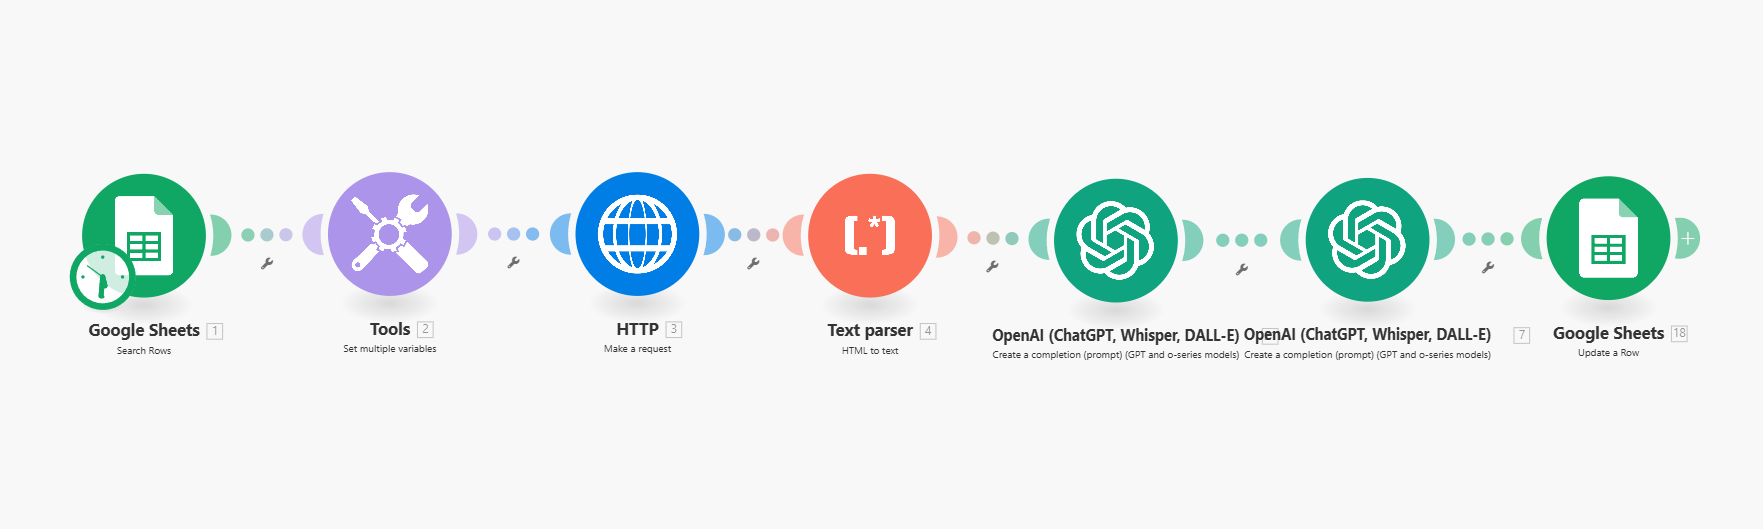 [.*]
Google Sheets 1
Search Rows
Tools 2
Set multiple variables
HTTP 3
Make a request
Text parser 4
HTML to text
OpenAI (ChatGPT, Whisper, DALL-E)
Create a completion (prompt) (GPT and o-series models)
OpenAI (ChatGPT, Whisper, DALL-E) 7
Create a completion (prompt) (GPT and o-series models)
Google Sheets 18
Update a Row